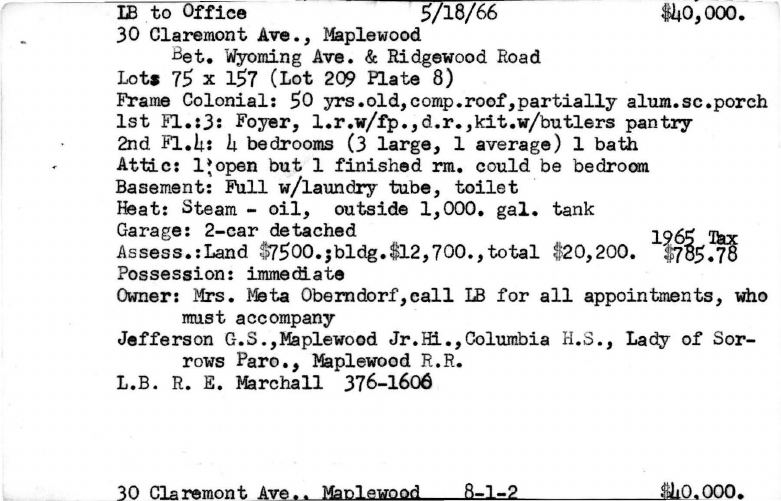 LB to Office 5/18/66 $40,000.
30 Claremont Ave., Maplewood
Bet. Wyoming Ave. & Ridgewood Road
Lots 75 x 157 (Lot 209 Plate 8)
Frame Colonial: 50 yrs.old,comp.roof,partially alum.sc.porch
1st Fl.:3: Foyer, l.r.w/fp.,d.r.,kit.w/butlers pantry
2nd Fl.4: 4 bedrooms (3 large, 1 average) 1 bath
Attic: 1;open but 1 finished rm. could be bedroom
Basement: Full w/laundry tube, toilet
Heat: Steam - oil, outside 1,000. gal. tank
Garage: 2-car detached 1965 Tax
Assess.:Land $7500.;bldg.$12,700.,total $20,200. $785.78
Possession: immediate
Owner: Mrs. Meta Oberndorf,call LB for all appointments, who
must accompany
Jefferson G.S.,Maplewood Jr.Hi.,Columbia H.S., Lady of Sor-
rows Paro., Maplewood R.R.
L.B. R. E. Marchall 376-1606
30 Claremont Ave., Maplewood 8-1-2 $40,000.